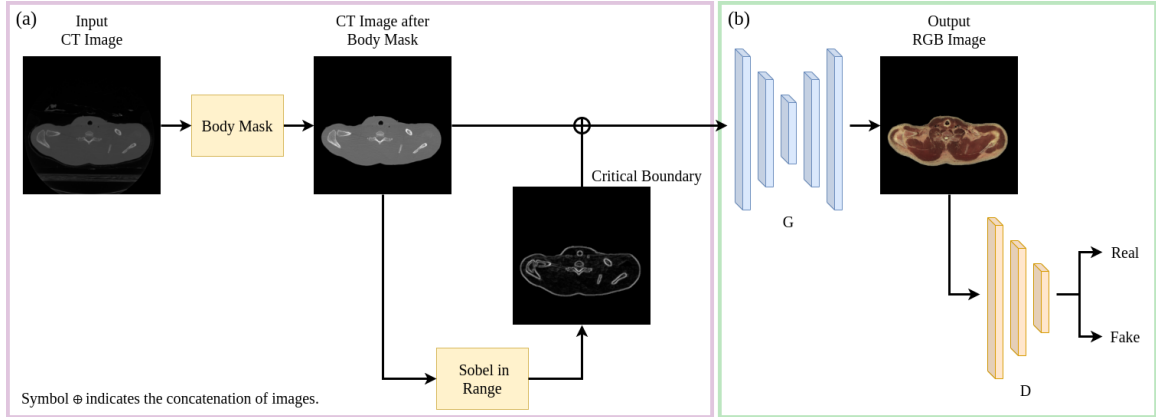 (a)
Input
CT Image
Body Mask
CT Image after
Body Mask
Critical Boundary
Sobel in
Range
Symbol ⊕ indicates the concatenation of images.
(b)
G
Output
RGB Image
Real
Fake
D